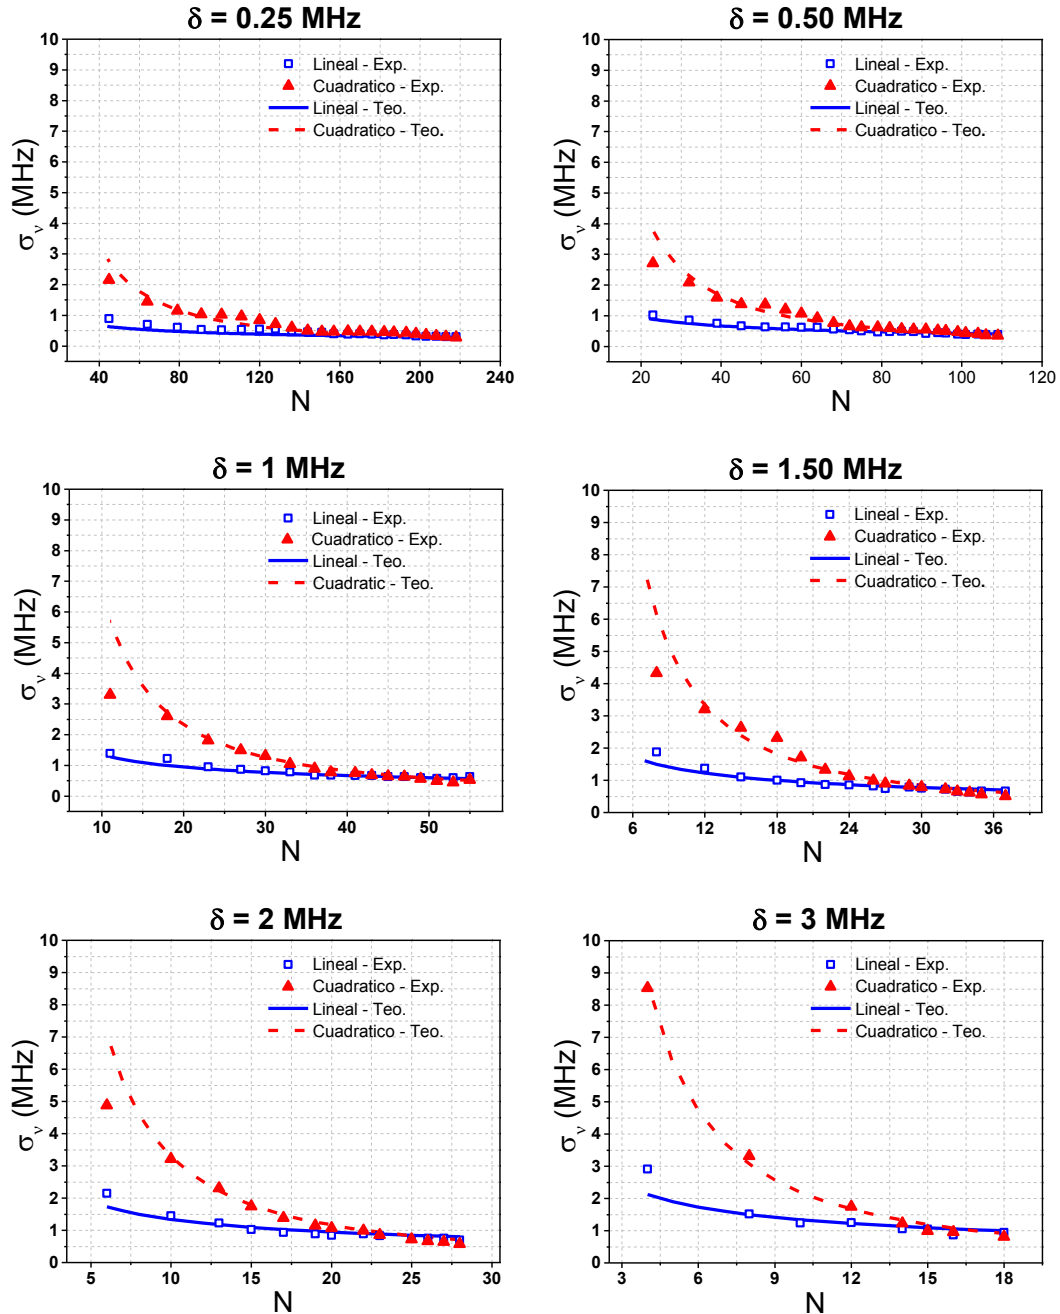 δ = 0.25 MHz
10
9
8
7
6
5
4
3
2
1
0
σν (MHz)
Lineal - Exp.
Cuadratico - Exp.
Lineal - Teo.
Cuadratico - Teo.
40 80 120 160 200 240
N
δ = 0.50 MHz
10
9
8
7
6
5
4
3
2
1
0
σν (MHz)
Lineal - Exp.
Cuadratico - Exp.
Lineal - Teo.
Cuadratico - Teo.
20 40 60 80 100 120
N
δ = 1 MHz
10
9
8
7
6
5
4
3
2
1
0
σν (MHz)
Lineal - Exp.
Cuadratico - Exp.
Lineal - Teo.
Cuadratic - Teo.
10 20 30 40 50
N
δ = 1.50 MHz
10
9
8
7
6
5
4
3
2
1
0
σν (MHz)
Lineal - Exp.
Cuadratico - Exp.
Lineal - Teo.
Cuadratico - Teo.
6 12 18 24 30 36
N
δ = 2 MHz
10
9
8
7
6
5
4
3
2
1
0
σν (MHz)
Lineal - Exp.
Cuadratico - Exp.
Lineal - Teo.
Cuadratico - Teo.
5 10 15 20 25 30
N
δ = 3 MHz
10
9
8
7
6
5
4
3
2
1
0
σν (MHz)
Lineal - Exp.
Cuadratico - Exp.
Lineal - Teo.
Cuadratico - Teo.
3 6 9 12 15 18
N